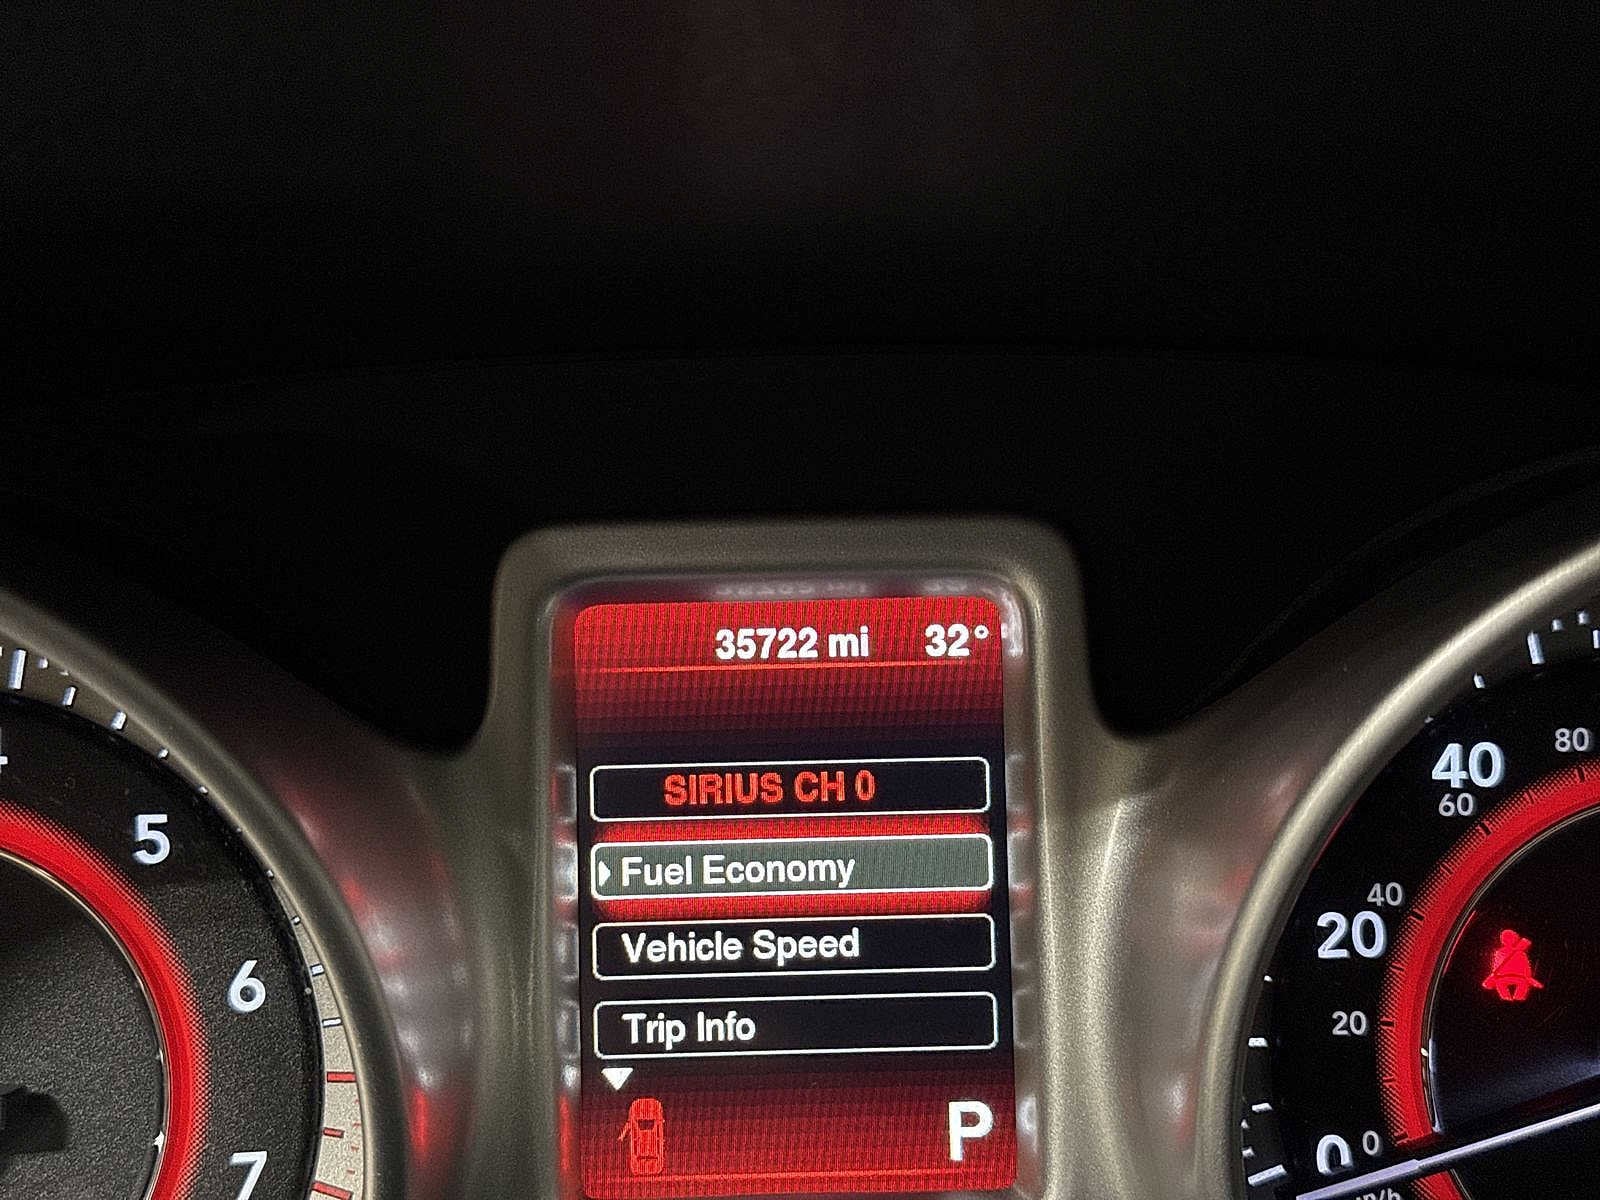 35722 mi 32°
SIRIUS CH 0
Fuel Economy
Vehicle Speed
Trip Info
P
5
6
7
80
40
60
40
20
20
0 0